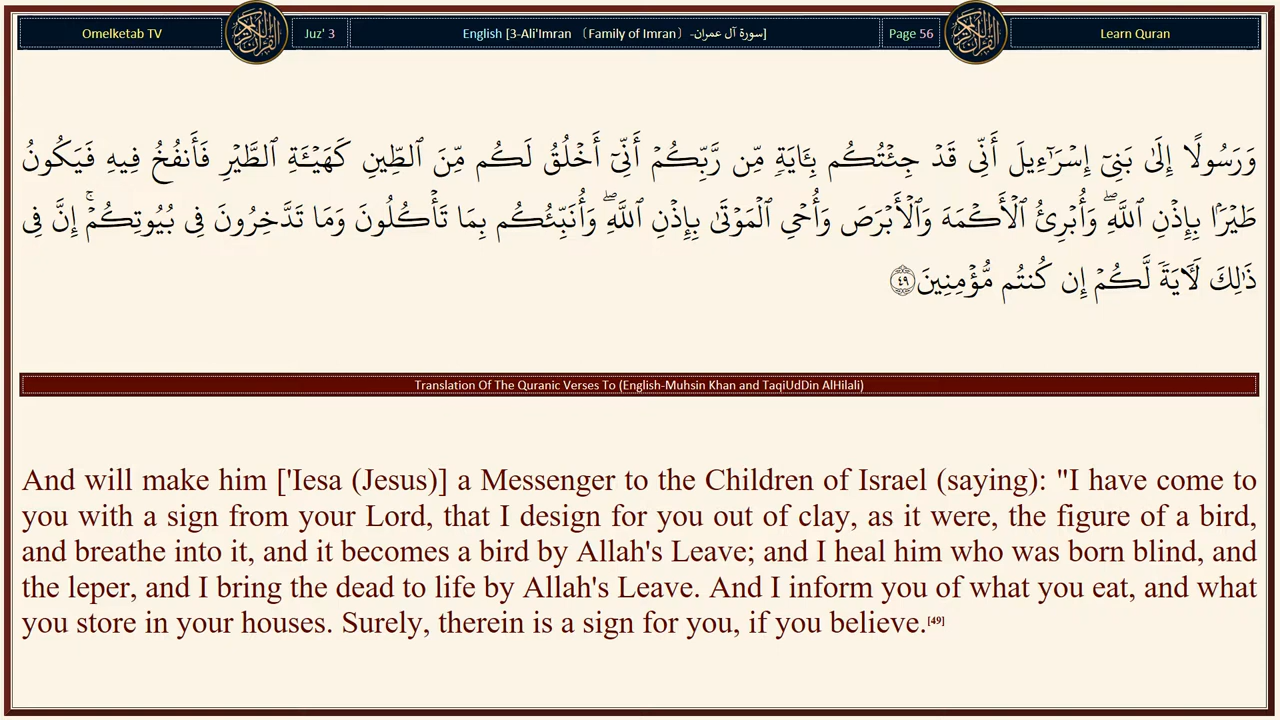 Omelketab TV
Juz' 3
English [3-Ali'Imran （Family of Imran）-سورة آل عمران]
Page 56
Learn Quran
وَرَسُولًا إِلَىٰ بَنِىٓ إِسْرَٰٓءِيلَ أَنِّى قَدْ جِئْتُكُم بِـَٔايَةٍ مِّن رَّبِّكُمْ أَنِّىٓ أَخْلُقُ لَكُم مِّنَ ٱلطِّينِ كَهَيْـَٔةِ ٱلطَّيْرِ فَأَنفُخُ فِيهِ فَيَكُونُ
طَيْرًۢا بِإِذْنِ ٱللَّهِ ۖ وَأُبْرِئُ ٱلْأَكْمَهَ وَٱلْأَبْرَصَ وَأُحْىِ ٱلْمَوْتَىٰ بِإِذْنِ ٱللَّهِ ۖ وَأُنَبِّئُكُم بِمَا تَأْكُلُونَ وَمَا تَدَّخِرُونَ فِى بُيُوتِكُمْ ۚ إِنَّ فِى
ذَٰلِكَ لَـَٔايَةً لَّكُمْ إِن كُنتُم مُّؤْمِنِينَ ٤٩
Translation Of The Quranic Verses To (English-Muhsin Khan and TaqiUdDin AlHilali)
And will make him ['Iesa (Jesus)] a Messenger to the Children of Israel (saying): "I have come to
you with a sign from your Lord, that I design for you out of clay, as it were, the figure of a bird,
and breathe into it, and it becomes a bird by Allah's Leave; and I heal him who was born blind, and
the leper, and I bring the dead to life by Allah's Leave. And I inform you of what you eat, and what
you store in your houses. Surely, therein is a sign for you, if you believe.[49]